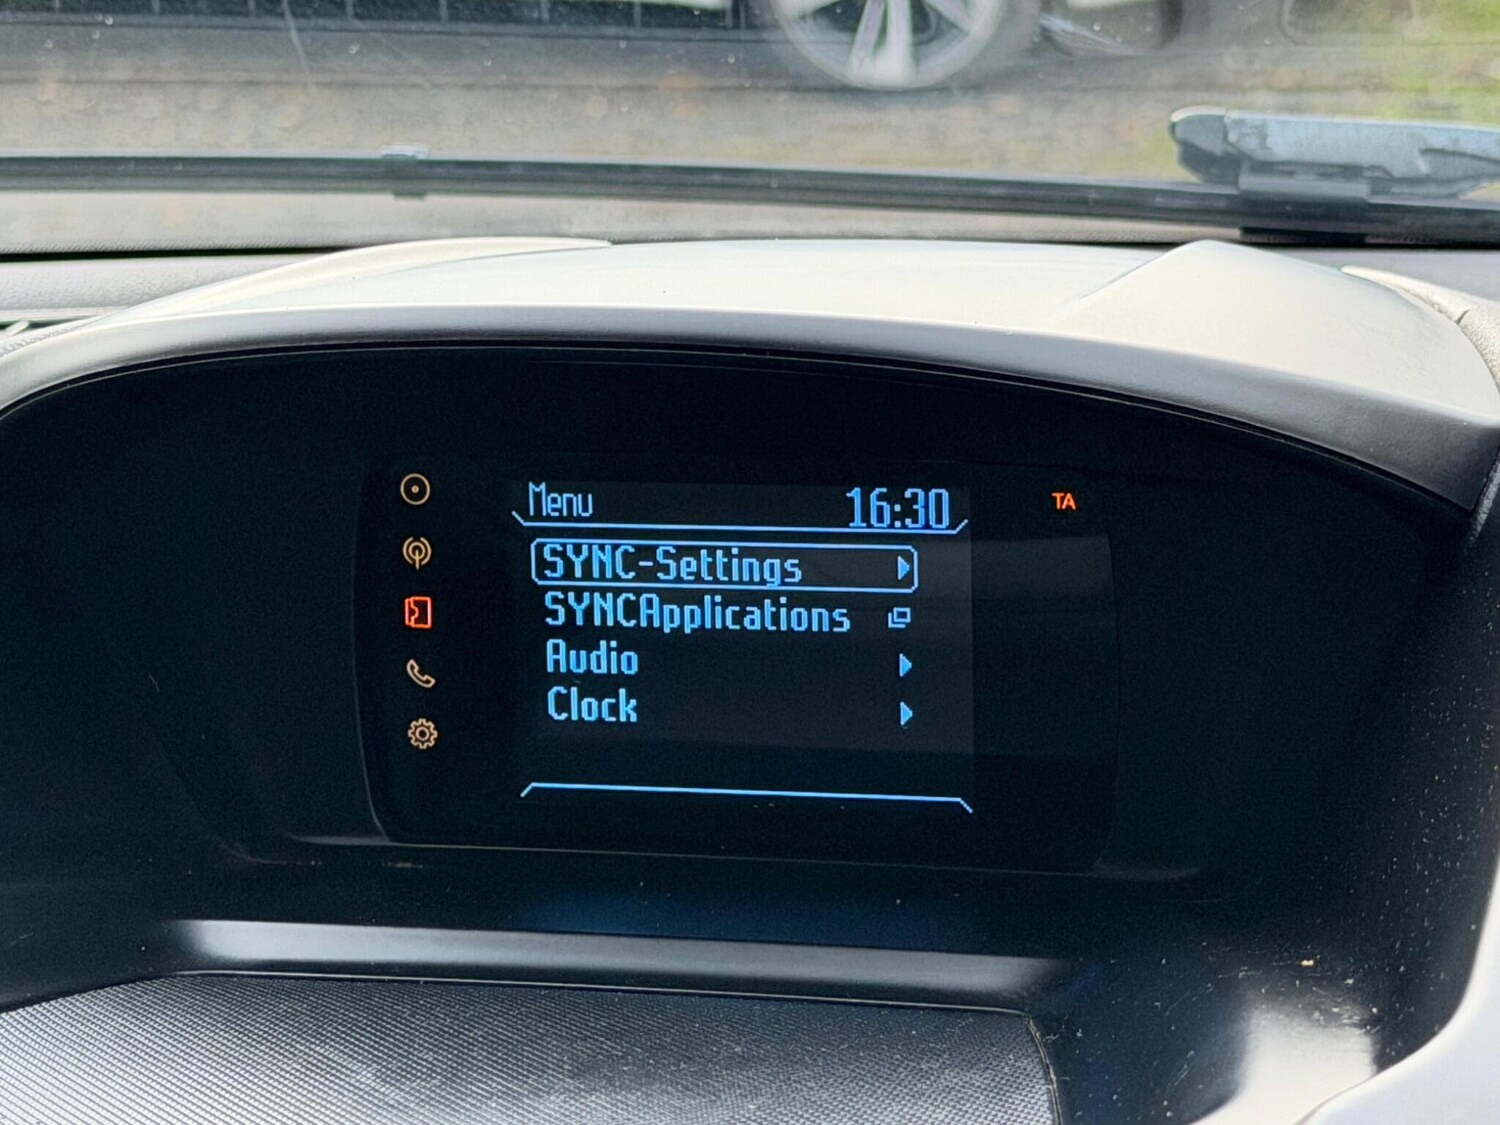 Menu 16:30 TA
SYNC-Settings
SYNCApplications
Audio
Clock